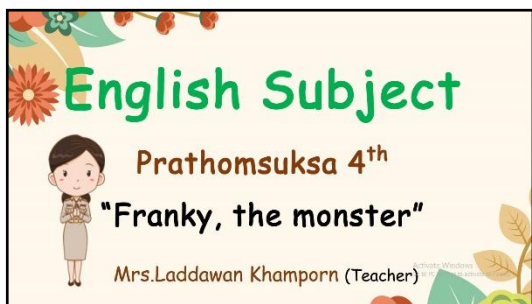 English Subject
Prathomsuksa 4th
“Franky, the monster”
Mrs.Laddawan Khamporn (Teacher)
Activate Windows